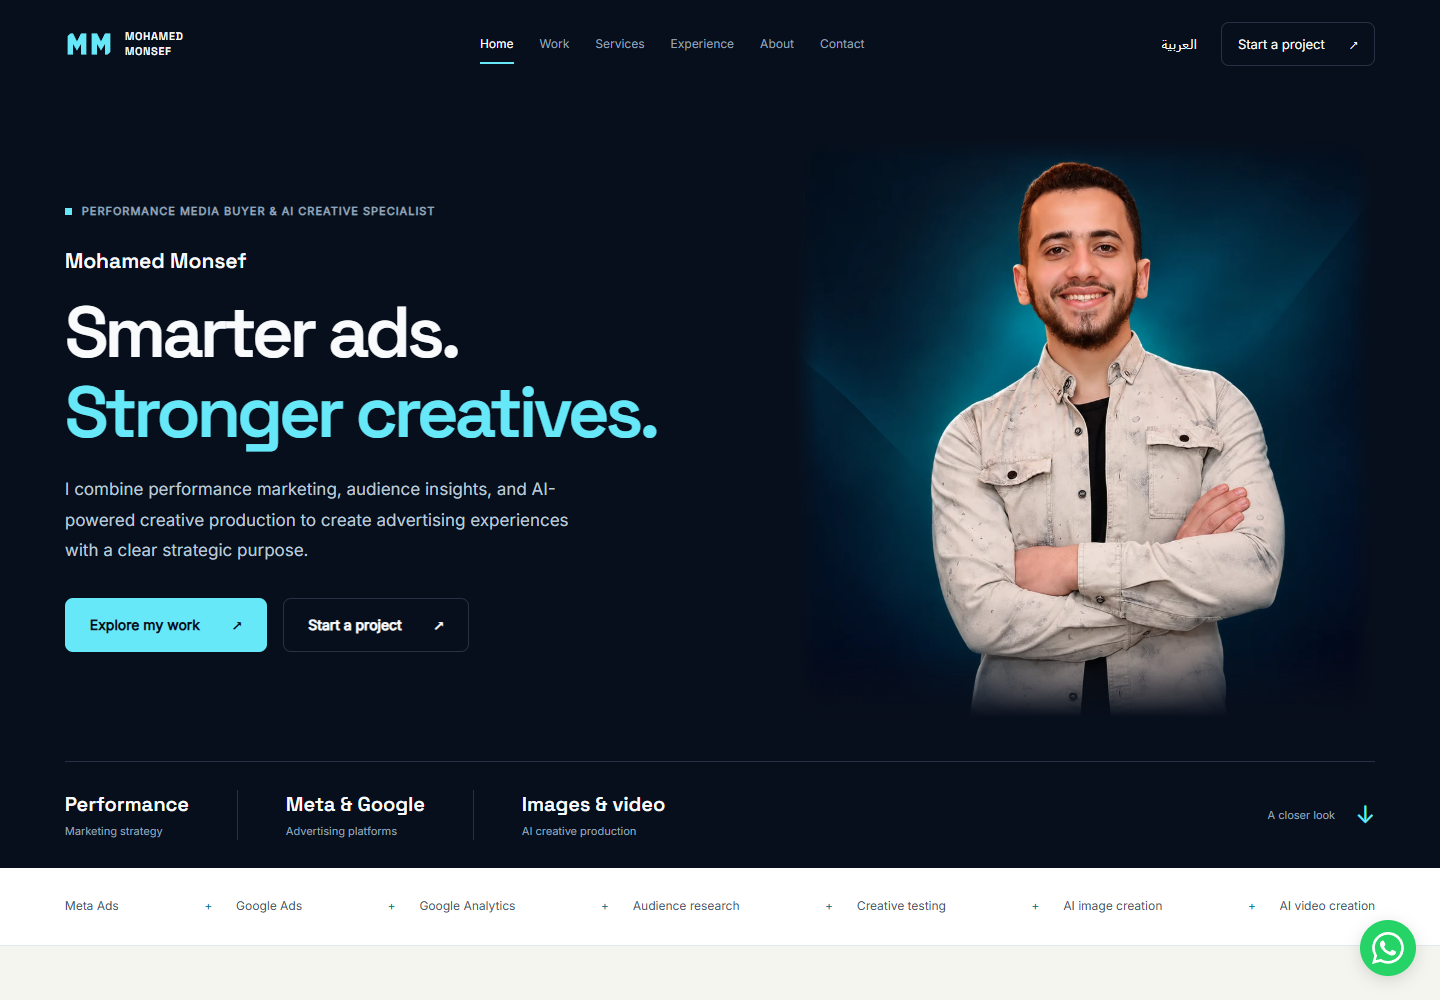 MM
MOHAMED
MONSEF
Home
Work
Services
Experience
About
Contact
العربية
Start a project ↗
PERFORMANCE MEDIA BUYER & AI CREATIVE SPECIALIST
Mohamed Monsef
Smarter ads.
Stronger creatives.
I combine performance marketing, audience insights, and AI-
powered creative production to create advertising experiences
with a clear strategic purpose.
Explore my work ↗
Start a project ↗
Performance
Marketing strategy
Meta & Google
Advertising platforms
Images & video
AI creative production
A closer look ↓
Meta Ads + Google Ads + Google Analytics + Audience research + Creative testing + AI image creation + AI video creation